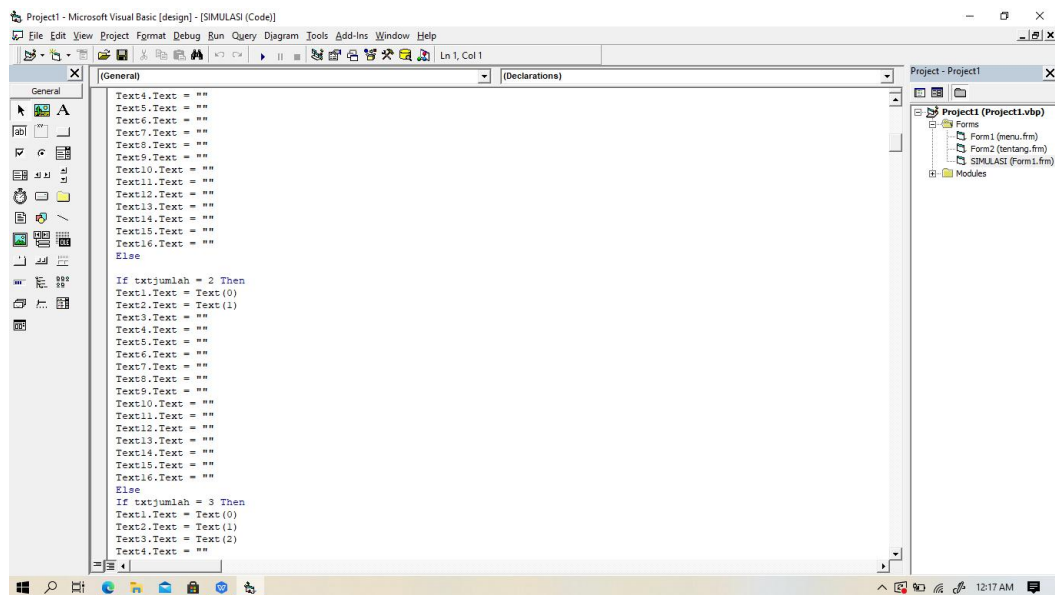 Project1 - Microsoft Visual Basic [design] - [SIMULASI (Code)]
File Edit View Project Format Debug Run Query Diagram Tools Add-Ins Window Help
Ln 1, Col 1
General
(General)
(Declarations)
Text4.Text = ""
Text5.Text = ""
Text6.Text = ""
Text7.Text = ""
Text8.Text = ""
Text9.Text = ""
Text10.Text = ""
Text11.Text = ""
Text12.Text = ""
Text13.Text = ""
Text14.Text = ""
Text15.Text = ""
Text16.Text = ""
Else
If txtjumlah = 2 Then
Text1.Text = Text(0)
Text2.Text = Text(1)
Text3.Text = ""
Text4.Text = ""
Text5.Text = ""
Text6.Text = ""
Text7.Text = ""
Text8.Text = ""
Text9.Text = ""
Text10.Text = ""
Text11.Text = ""
Text12.Text = ""
Text13.Text = ""
Text14.Text = ""
Text15.Text = ""
Text16.Text = ""
Else
If txtjumlah = 3 Then
Text1.Text = Text(0)
Text2.Text = Text(1)
Text3.Text = Text(2)
Text4.Text = ""
Project - Project1
Project1 (Project1.vbp)
Forms
Form1 (menu.frm)
Form2 (tentang.frm)
SIMULASI (Form1.frm)
Modules
12:17 AM